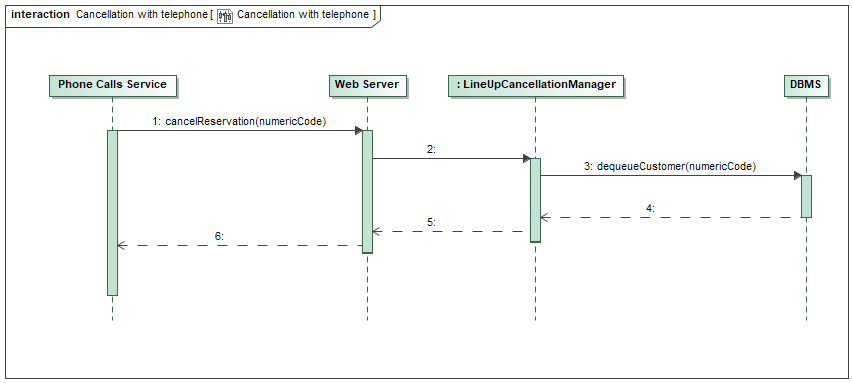 interaction Cancellation with telephone [ Cancellation with telephone ]
Phone Calls Service
Web Server
: LineUpCancellationManager
DBMS
1: cancelReservation(numericCode)
2:
3: dequeueCustomer(numericCode)
4:
5:
6: